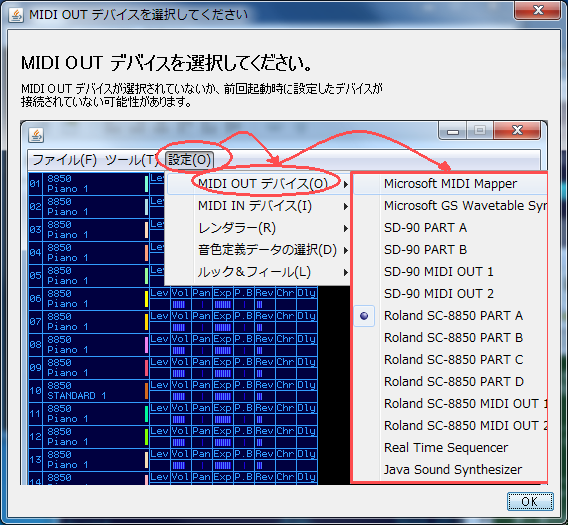 MIDI OUT デバイスを選択してください
MIDI OUT デバイスを選択してください。
MIDI OUT デバイスが選択されていないか、前回起動時に設定したデバイスが
接続されていない可能性があります。
ファイル(F) ツール(T) 設定(O)
MIDI OUT デバイス(O)
MIDI IN デバイス(I)
レンダラー(R)
音色定義データの選択(D)
ルック＆フィール(L)
Microsoft MIDI Mapper
Microsoft GS Wavetable Syn
SD-90 PART A
SD-90 PART B
SD-90 MIDI OUT 1
SD-90 MIDI OUT 2
Roland SC-8850 PART A
Roland SC-8850 PART B
Roland SC-8850 PART C
Roland SC-8850 PART D
Roland SC-8850 MIDI OUT 1
Roland SC-8850 MIDI OUT 2
Real Time Sequencer
Java Sound Synthesizer
01 8850 Lev
Piano 1
02 8850 Lev
Piano 1
03 8850 Lev
Piano 1
04 8850 Lev
Piano 1
05 8850 Lev
Piano 1
06 8850 Lev Vol Pan Exp P.B Rev Chr Dly
Piano 1
07 8850 Lev Vol Pan Exp P.B Rev Chr Dly
Piano 1
08 8850 Lev Vol Pan Exp P.B Rev Chr Dly
Piano 1
09 8850 Lev Vol Pan Exp P.B Rev Chr Dly
Piano 1
10 8850 Lev Vol Pan Exp P.B Rev Chr Dly
STANDARD 1
11 8850 Lev Vol Pan Exp P.B Rev Chr Dly
Piano 1
12 8850 Lev Vol Pan Exp P.B Rev Chr Dly
Piano 1
13 8850 Lev Vol Pan Exp P.B Rev Chr Dly
Piano 1
14 8850 Lev Vol Pan Exp P.B Rev Chr Dly
OK